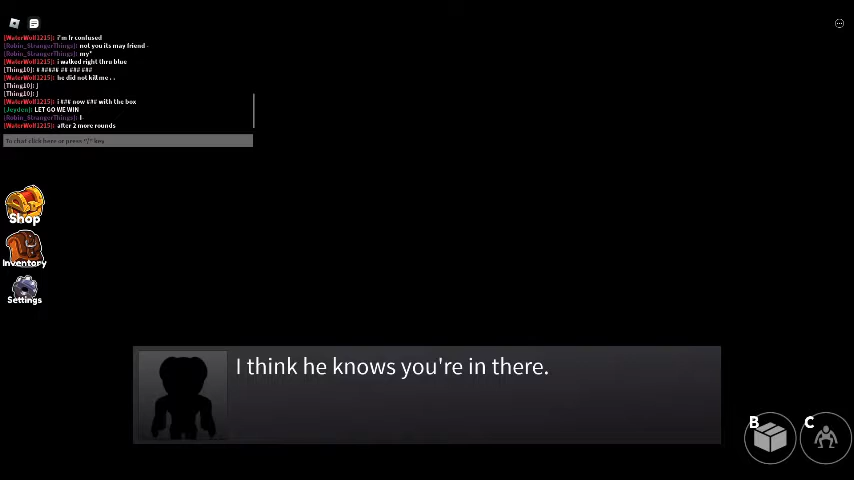 [WaterWolf1215]: i'm fr confused
[Robin_StrangerThings]: not you its may friend -
[Robin_StrangerThings]: my*
[WaterWolf1215]: i walked right thru blue
[Thing10]: # ##### ## ### ###
[WaterWolf1215]: he did not kill me . .
[Thing10]: j
[Thing10]: j
[WaterWolf1215]: i ### now ### with the box
[Jayden]: LET GO WE WIN
[Robin_StrangerThings]: I
[WaterWolf1215]: after 2 more rounds
To chat click here or press "/" key
Shop
Inventory
Settings
I think he knows you're in there.
B
C